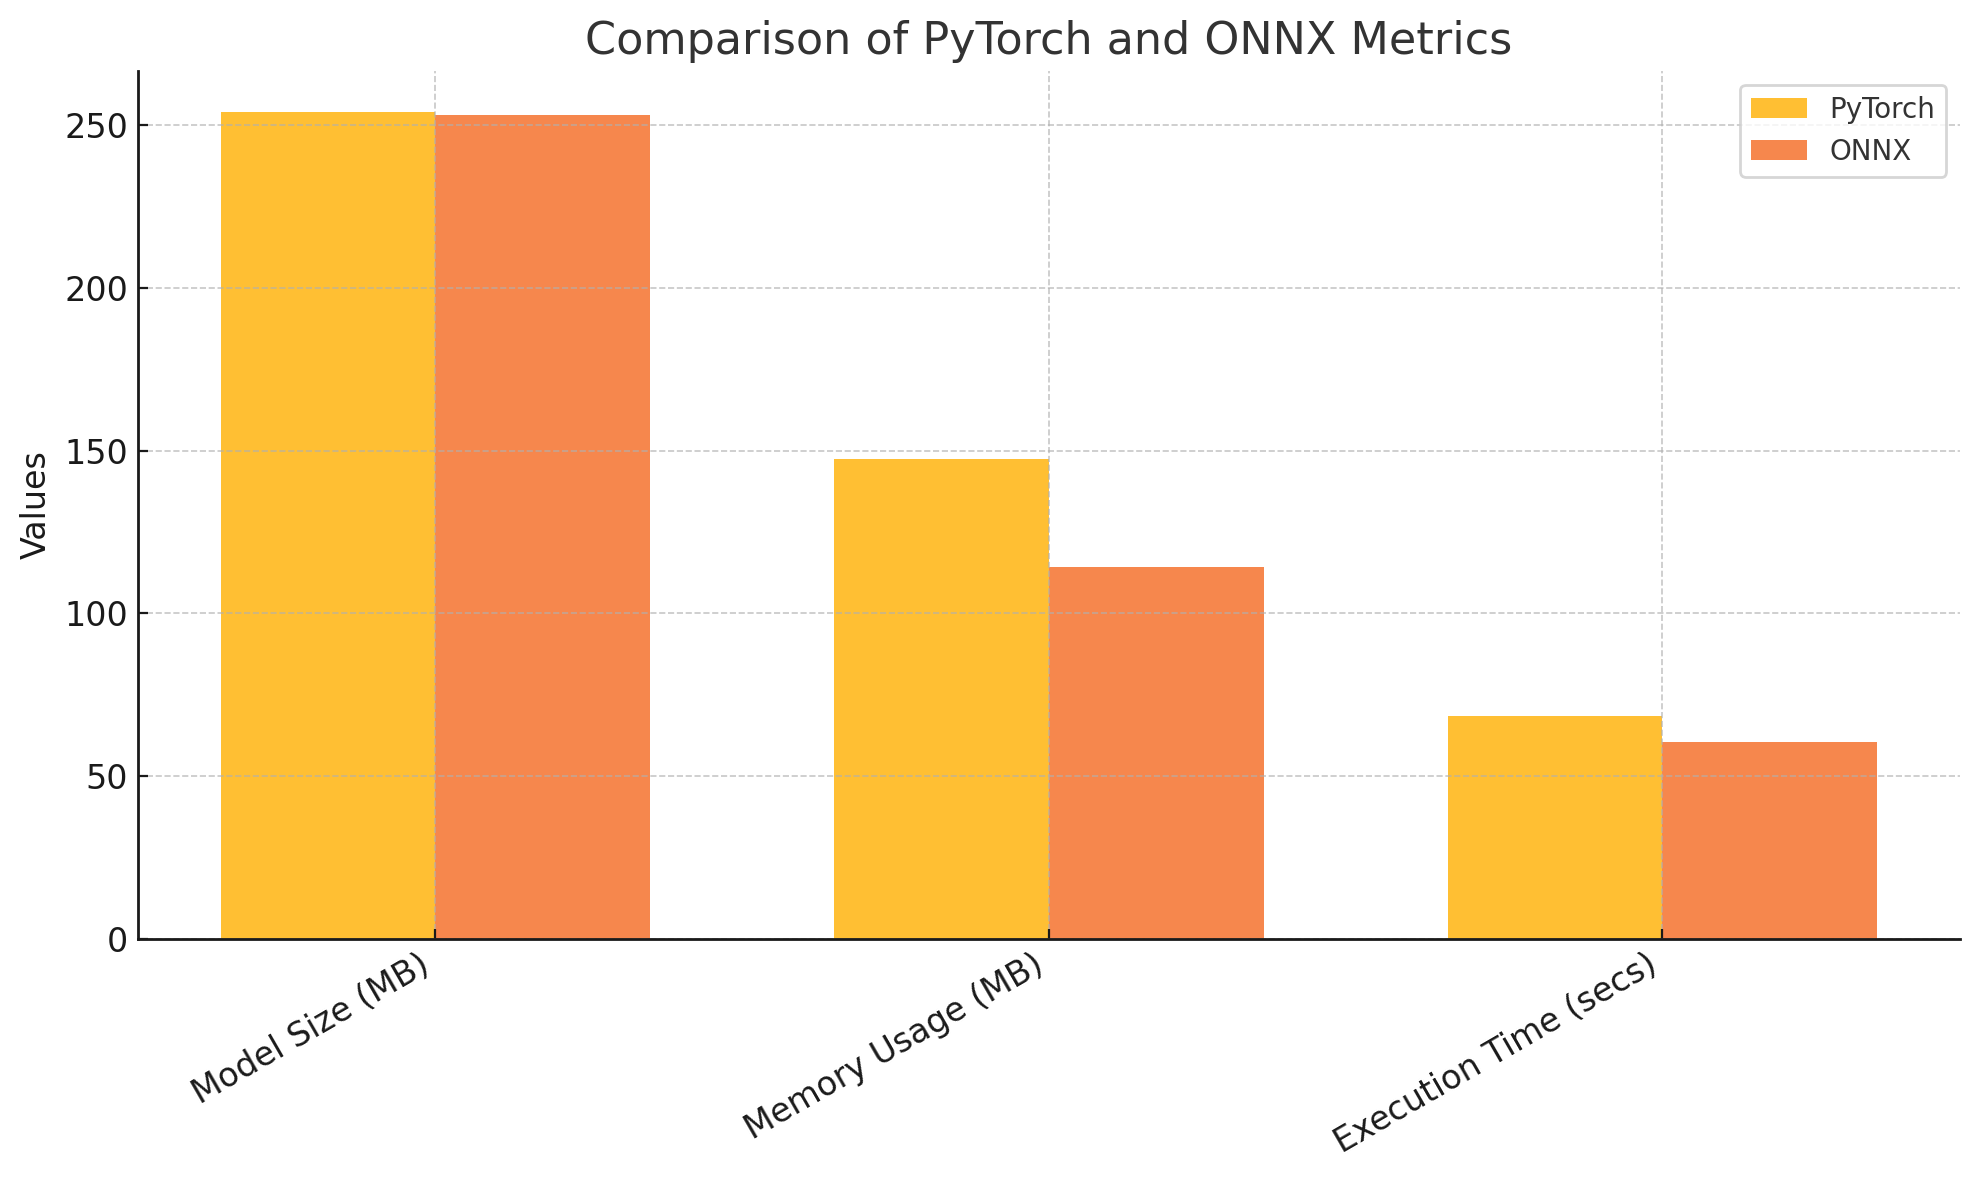 Comparison of PyTorch and ONNX Metrics
PyTorch
ONNX
Values
250
200
150
100
50
0
Model Size (MB)
Memory Usage (MB)
Execution Time (secs)